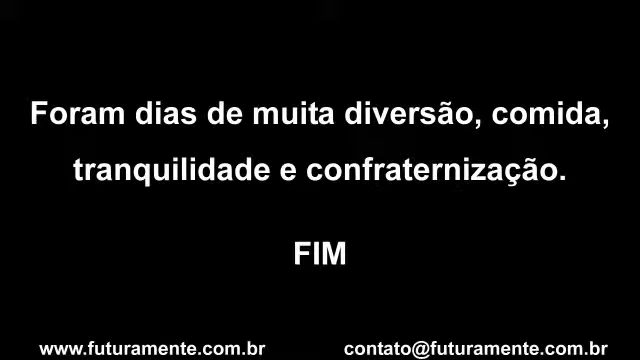 Foram dias de muita diversão, comida,
tranquilidade e confraternização.
FIM
www.futuramente.com.br contato@futuramente.com.br